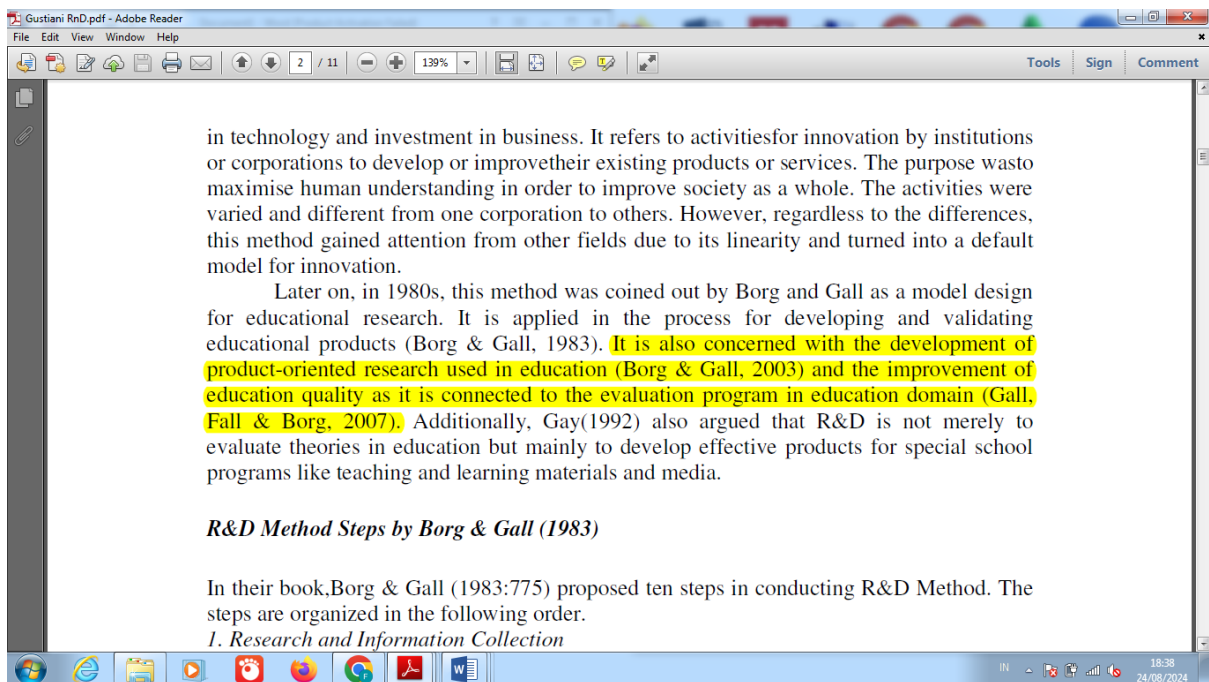 Gustiani RnD.pdf - Adobe Reader
File Edit View Window Help
2 / 11 139% Tools Sign Comment
in technology and investment in business. It refers to activitiesfor innovation by institutions
or corporations to develop or improvetheir existing products or services. The purpose wasto
maximise human understanding in order to improve society as a whole. The activities were
varied and different from one corporation to others. However, regardless to the differences,
this method gained attention from other fields due to its linearity and turned into a default
model for innovation.
Later on, in 1980s, this method was coined out by Borg and Gall as a model design
for educational research. It is applied in the process for developing and validating
educational products (Borg & Gall, 1983). It is also concerned with the development of
product-oriented research used in education (Borg & Gall, 2003) and the improvement of
education quality as it is connected to the evaluation program in education domain (Gall,
Fall & Borg, 2007). Additionally, Gay(1992) also argued that R&D is not merely to
evaluate theories in education but mainly to develop effective products for special school
programs like teaching and learning materials and media.
R&D Method Steps by Borg & Gall (1983)
In their book,Borg & Gall (1983:775) proposed ten steps in conducting R&D Method. The
steps are organized in the following order.
1. Research and Information Collection
IN 18:38
24/08/2024